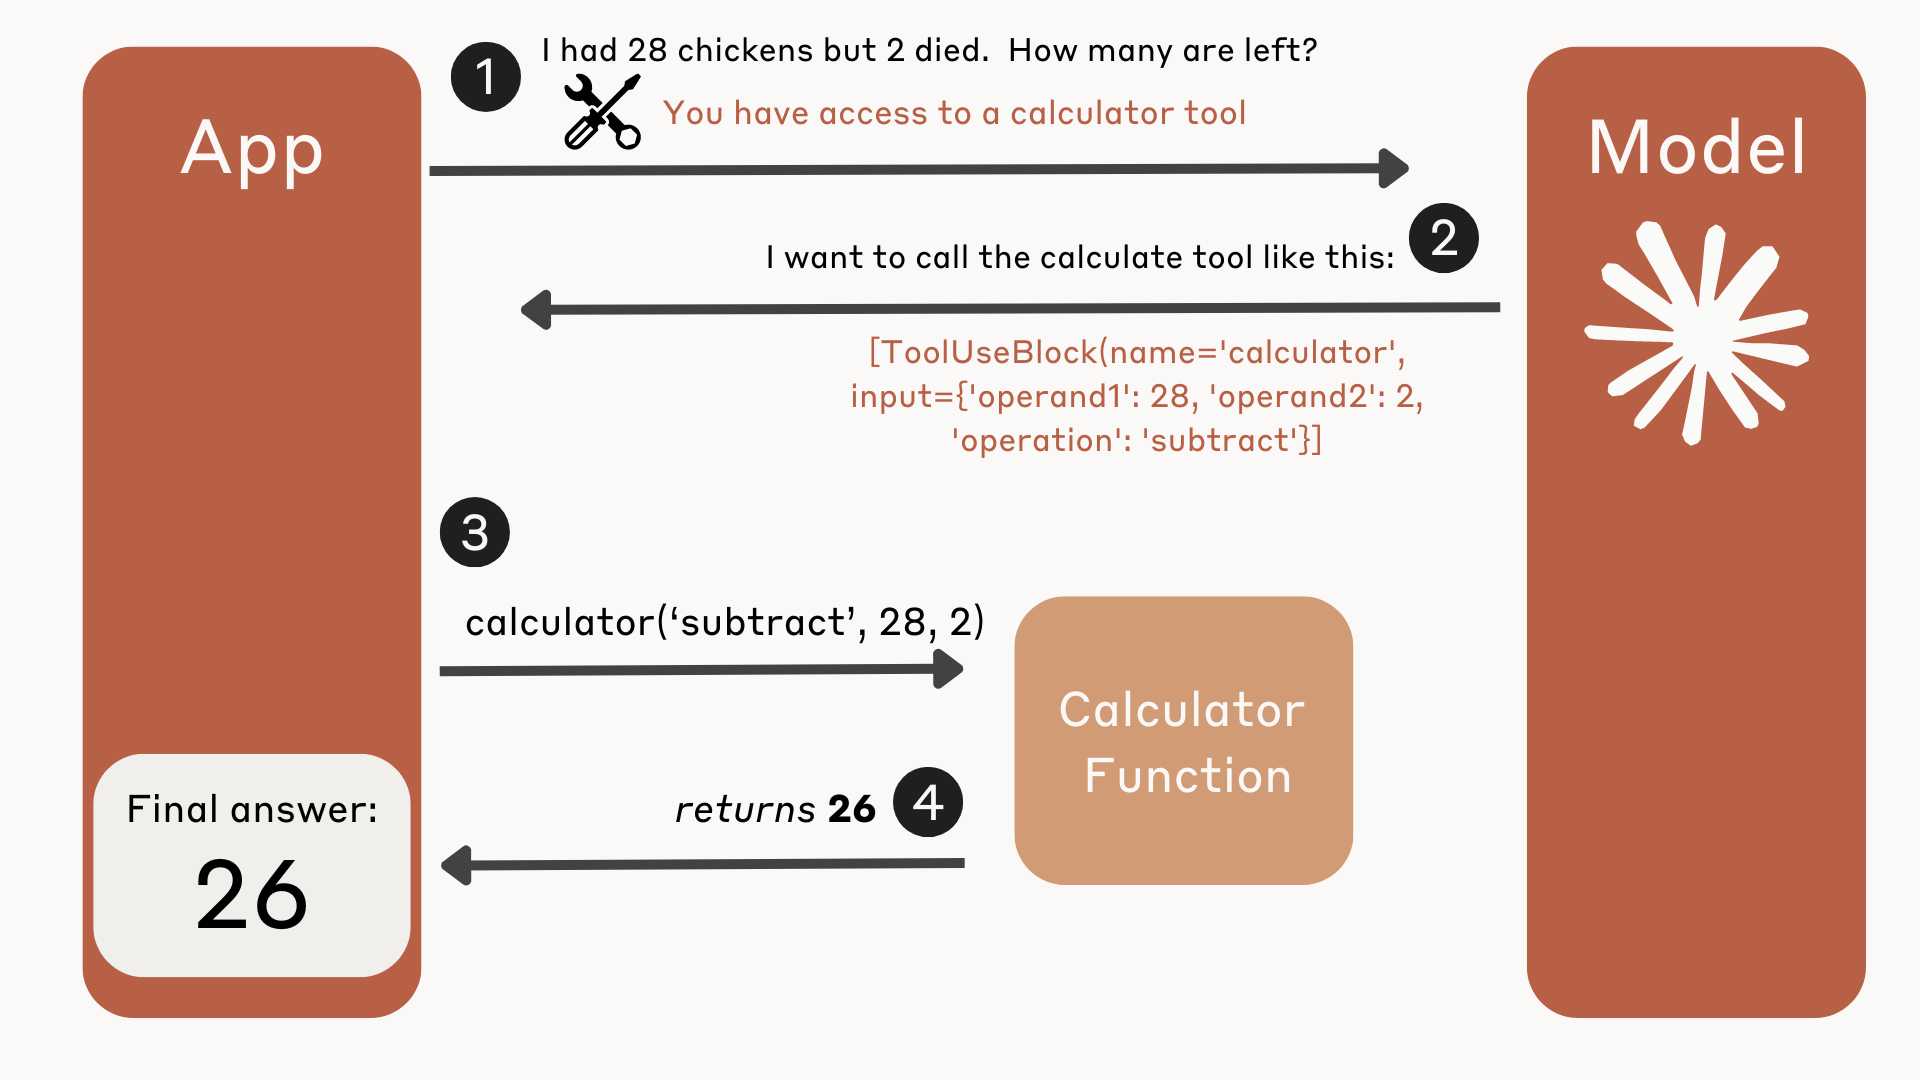 App
1
I had 28 chickens but 2 died.  How many are left?
You have access to a calculator tool
Model
2
I want to call the calculate tool like this:
[ToolUseBlock(name='calculator',
input={'operand1': 28, 'operand2': 2,
'operation': 'subtract'}]
3
calculator(‘subtract’, 28, 2)
Calculator
Function
returns 26
4
Final answer:
26